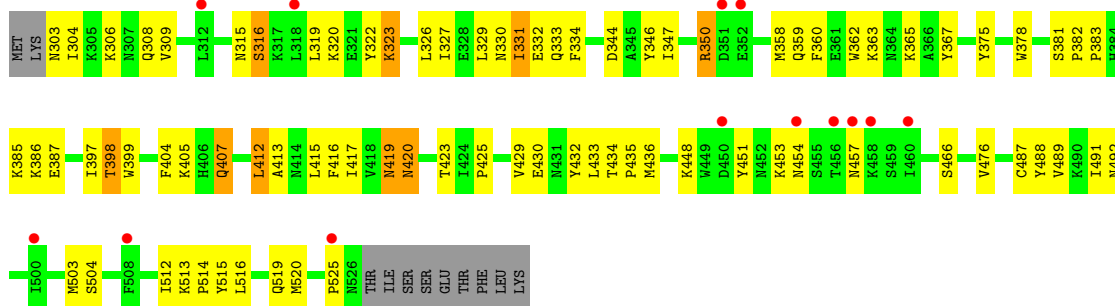 MET LYS N303 I304 K305 K306 N307 Q308 V309 L312 N315 S316 K317 L318 L319 K320 E321 Y322 K323 L326 I327 E328 L329 N330 I331 E332 Q333 F334 D344 A345 Y346 I347 R350 D351 E352 M358 Q359 F360 E361 W362 K363 N364 K365 A366 Y367 Y375 W378 S381 P382 P383 H384
K385 K386 E387 I397 T398 W399 F404 K405 H406 Q407 L412 A413 N414 L415 F416 I417 V418 N419 N420 T423 I424 P425 V429 E430 N431 Y432 L433 T434 P435 M436 K448 W449 D450 Y451 N452 K453 N454 S455 T456 N457 K458 S459 I460 S466 V476 C487 Y488 V489 K490 I491 N492
I500 M503 S504 F508 I512 K513 P514 Y515 L516 Q519 M520 P525 N526 THR ILE SER SER GLU THR PHE LEU LYS